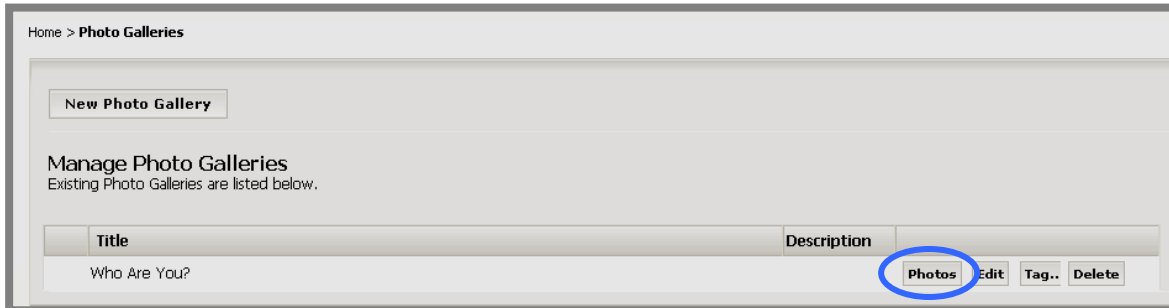 Home > Photo Galleries
New Photo Gallery
Manage Photo Galleries
Existing Photo Galleries are listed below.
Title Description
Who Are You? Photos Edit Tag.. Delete